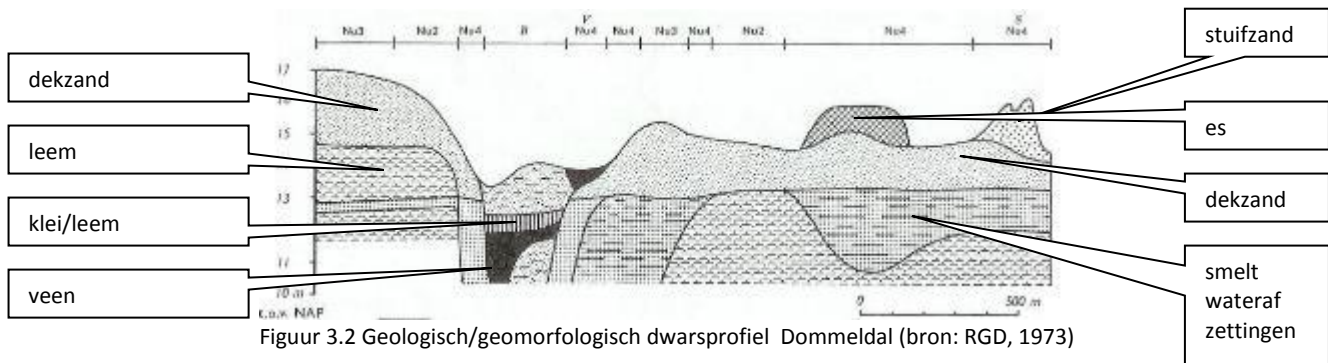 V S
Nu3 Nu2 Nu4 B Nu4 Nu4 Nu3 Nu4 Nu2 Nu4 Nu4
stuifzand
dekzand
17
16
es
leem
15
dekzand
13
klei/leem
smelt
wateraf
zettingen
veen
11
10 m
t.o.v. NAP
0 500 m
Figuur 3.2 Geologisch/geomorfologisch dwarsprofiel Dommeldal (bron: RGD, 1973)